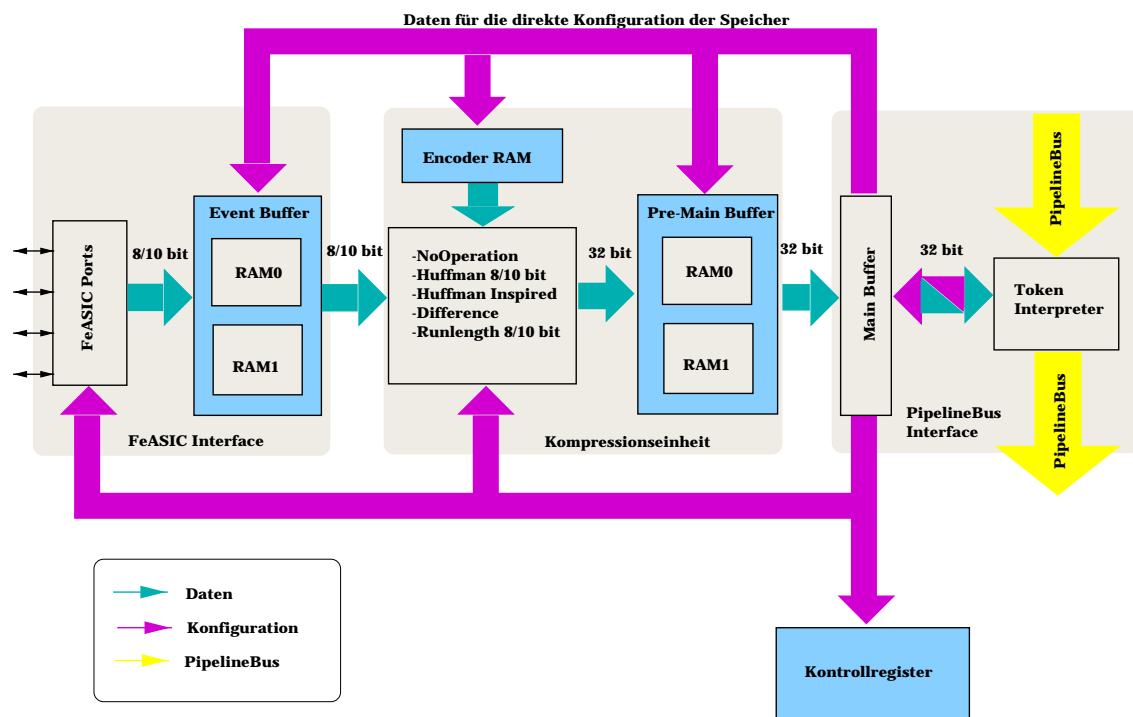 Daten für die direkte Konfiguration der Speicher
FeASIC Ports
8/10 bit
Event Buffer
RAM0
RAM1
FeASIC Interface
8/10 bit
Encoder RAM
-NoOperation
-Huffman 8/10 bit
-Huffman Inspired
-Difference
-Runlength 8/10 bit
32 bit
Pre-Main Buffer
RAM0
RAM1
Kompressionseinheit
32 bit
Main Buffer
32 bit
PipelineBus
Token
Interpreter
PipelineBus
PipelineBus
Interface
Daten
Konfiguration
PipelineBus
Kontrollregister